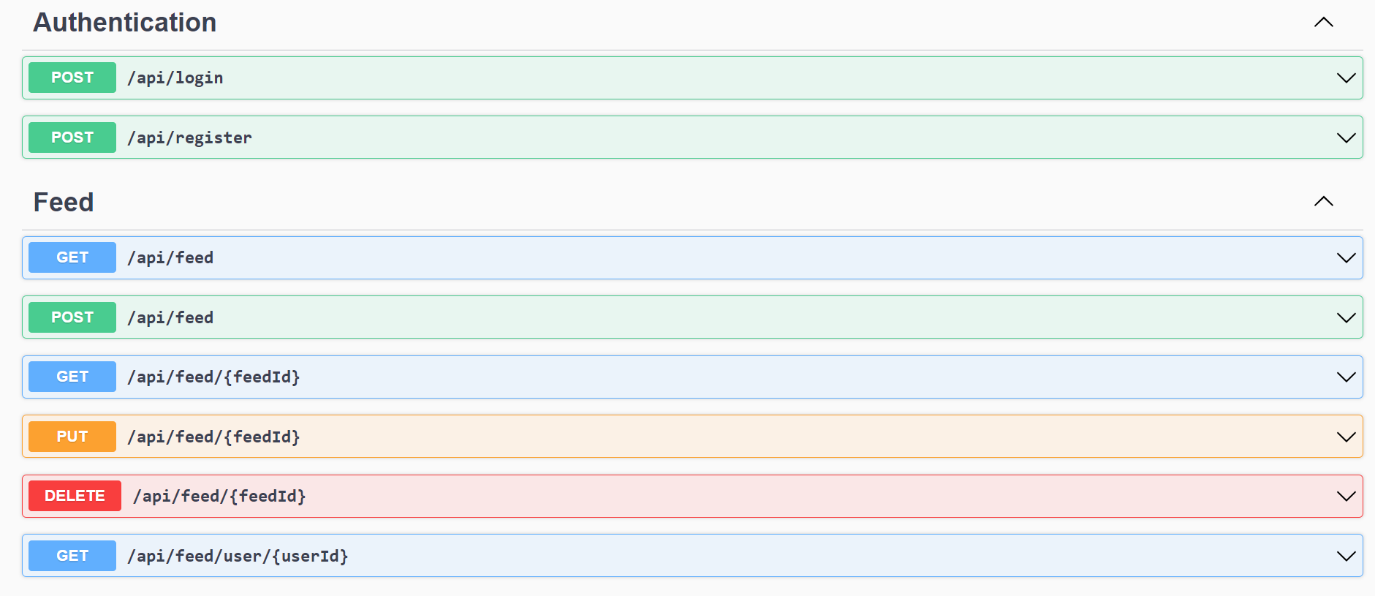 Authentication
POST /api/login
POST /api/register
Feed
GET /api/feed
POST /api/feed
GET /api/feed/{feedId}
PUT /api/feed/{feedId}
DELETE /api/feed/{feedId}
GET /api/feed/user/{userId}